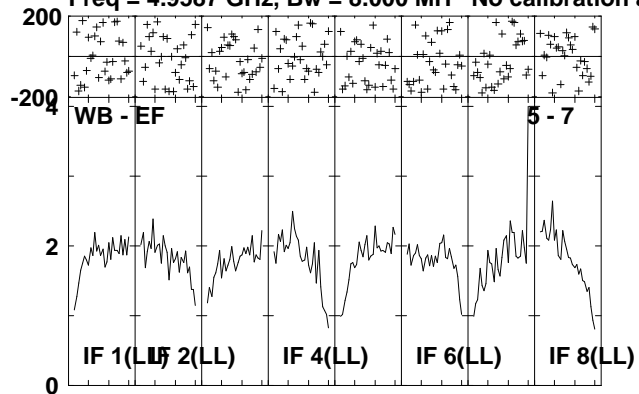 Freq = 4.9587 GHz, Bw = 8.000 MH No calibration a
200
-200
4
WB - EF
5 - 7
2
IF 1(LL)
IF 2(LL)
IF 4(LL)
IF 6(LL)
IF 8(LL)
0